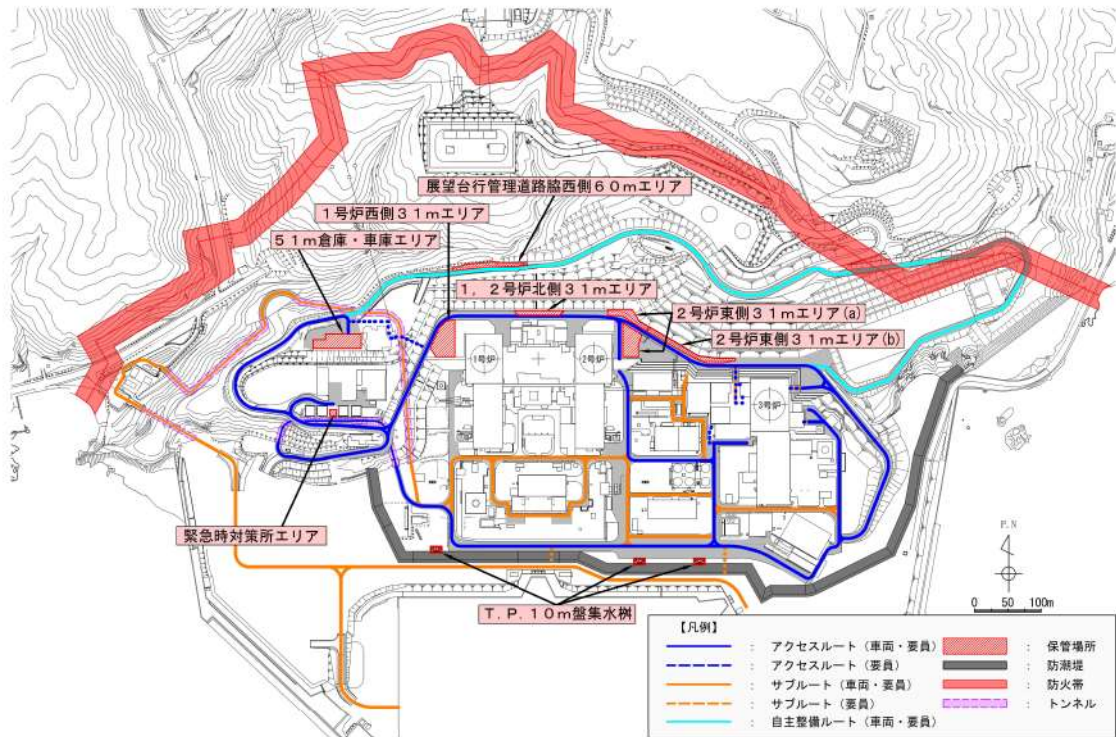 展望台行管理道路脇西側６０ｍエリア
１号炉西側３１ｍエリア
５１ｍ倉庫・車庫エリア
１，２号炉北側３１ｍエリア
２号炉東側３１ｍエリア(a)
２号炉東側３１ｍエリア(b)
1号炉
2号炉
3号炉
緊急時対策所エリア
Ｔ．Ｐ．１０ｍ盤集水桝
P.N
0 50 100m
【凡例】
： アクセスルート（車両・要員） ： 保管場所
： アクセスルート（要員） ： 防潮堤
： サブルート（車両・要員） ： 防火帯
： サブルート（要員） ： トンネル
： 自主整備ルート（車両・要員）